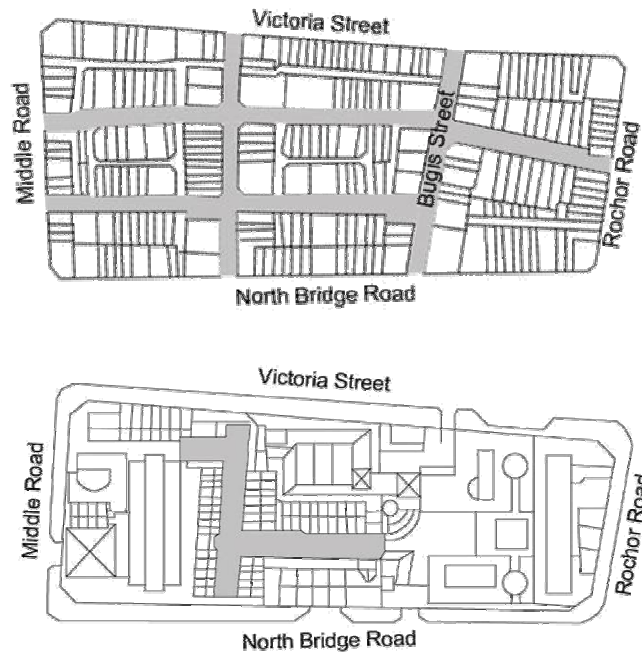 Victoria Street
Middle Road
Bugis Street
Rochor Road
North Bridge Road
Victoria Street
Middle Road
Rochor Road
North Bridge Road